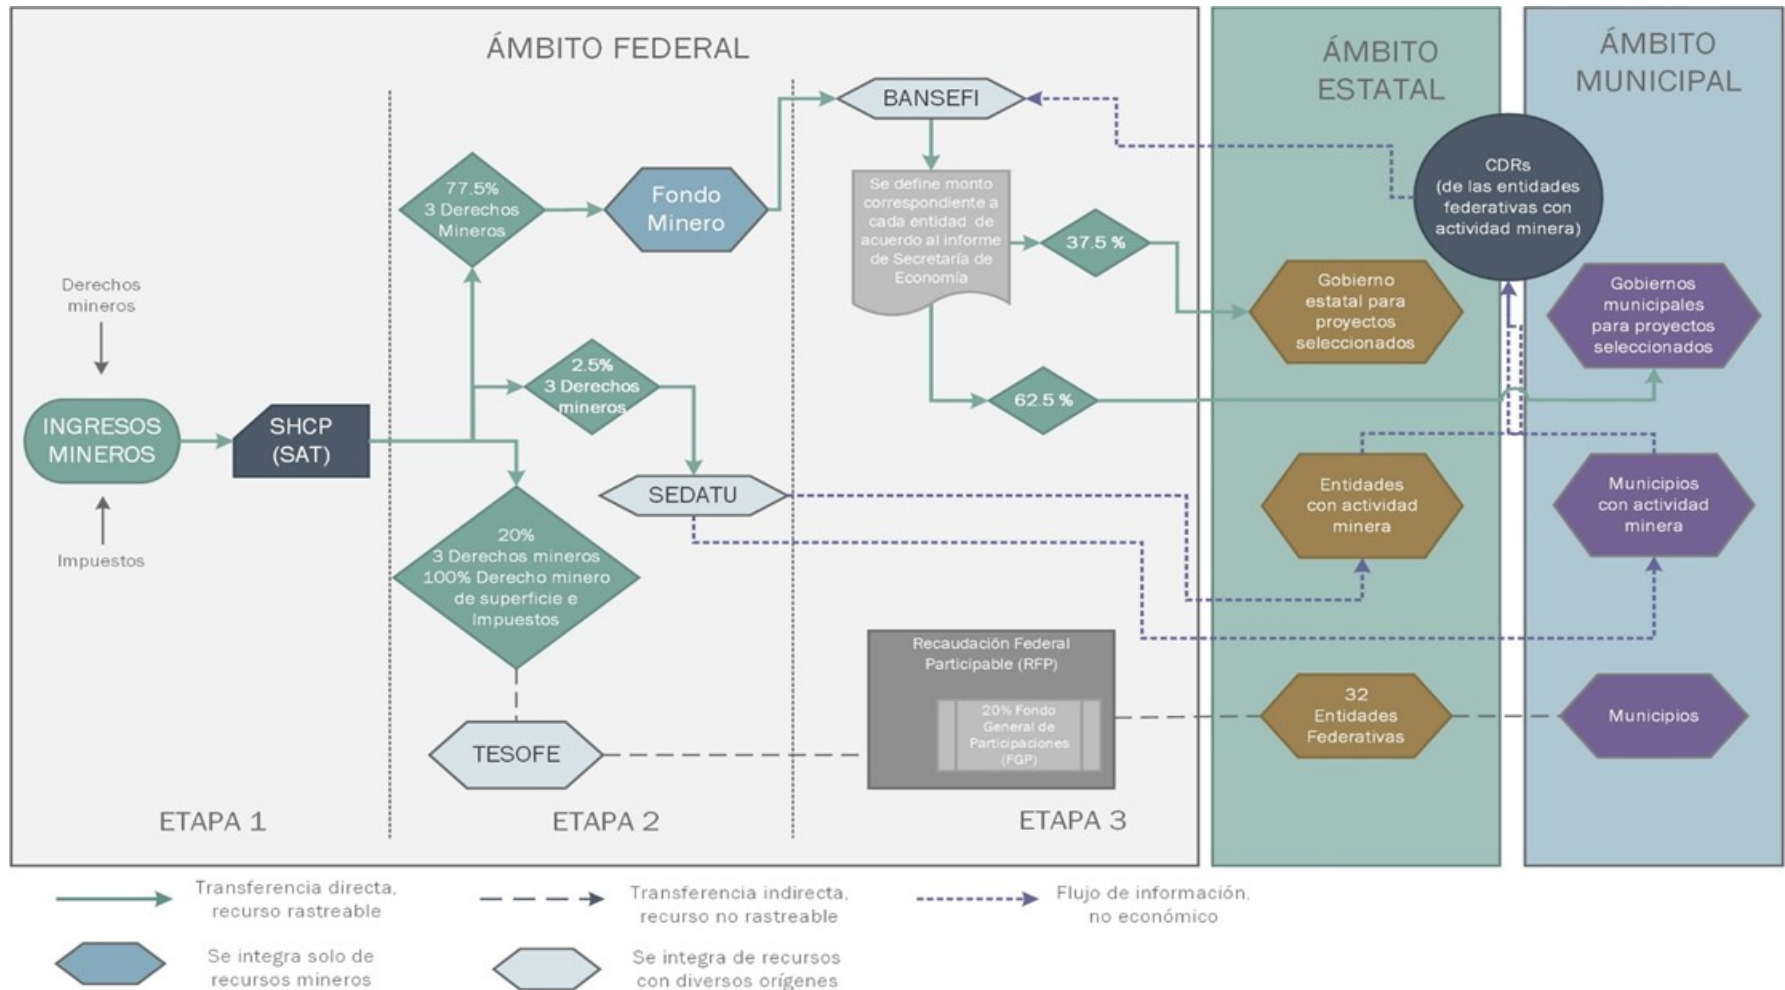 ÁMBITO FEDERAL
ÁMBITO
ESTATAL
ÁMBITO
MUNICIPAL
Derechos
mineros
INGRESOS
MINEROS
Impuestos
SHCP
(SAT)
77.5%
3 Derechos
Mineros
Fondo
Minero
2.5%
3 Derechos
mineros
SEDATU
20%
3 Derechos mineros
100% Derecho minero
de superficie e
Impuestos
TESOFE
BANSEFI
Se define monto
correspondiente a
cada entidad de
acuerdo al informe
de Secretaría de
Economía
37.5 %
62.5 %
Recaudación Federal
Participable (RFP)
20% Fondo
General de
Participaciones
(FGP)
CDRs
(de las entidades
federativas con
actividad minera)
Gobierno
estatal para
proyectos
seleccionados
Gobiernos
municipales
para proyectos
seleccionados
Entidades
con actividad
minera
Municipios
con actividad
minera
32
Entidades
Federativas
Municipios
ETAPA 1
ETAPA 2
ETAPA 3
Transferencia directa,
recurso rastreable
Transferencia indirecta,
recurso no rastreable
Flujo de información,
no económico
Se integra solo de
recursos mineros
Se integra de recursos
con diversos orígenes